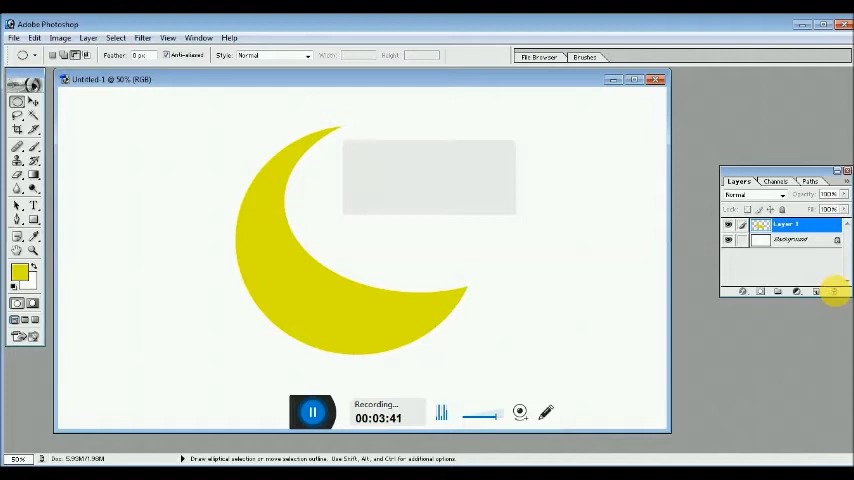 Adobe Photoshop
File Edit Image Layer Select Filter View Window Help
Feather: 0 px Anti-aliased Style: Normal Width: Height: File Browser Brushes
Untitled-1 @ 50% (RGB)
Layers Channels Paths
Normal Opacity: 100%
Lock: Fill: 100%
Layer 1
Background
Recording...
00:03:41
50% Doc: 5.93M/1.98M Draw elliptical selection or move selection outline. Use Shift, Alt, and Ctrl for additional options.